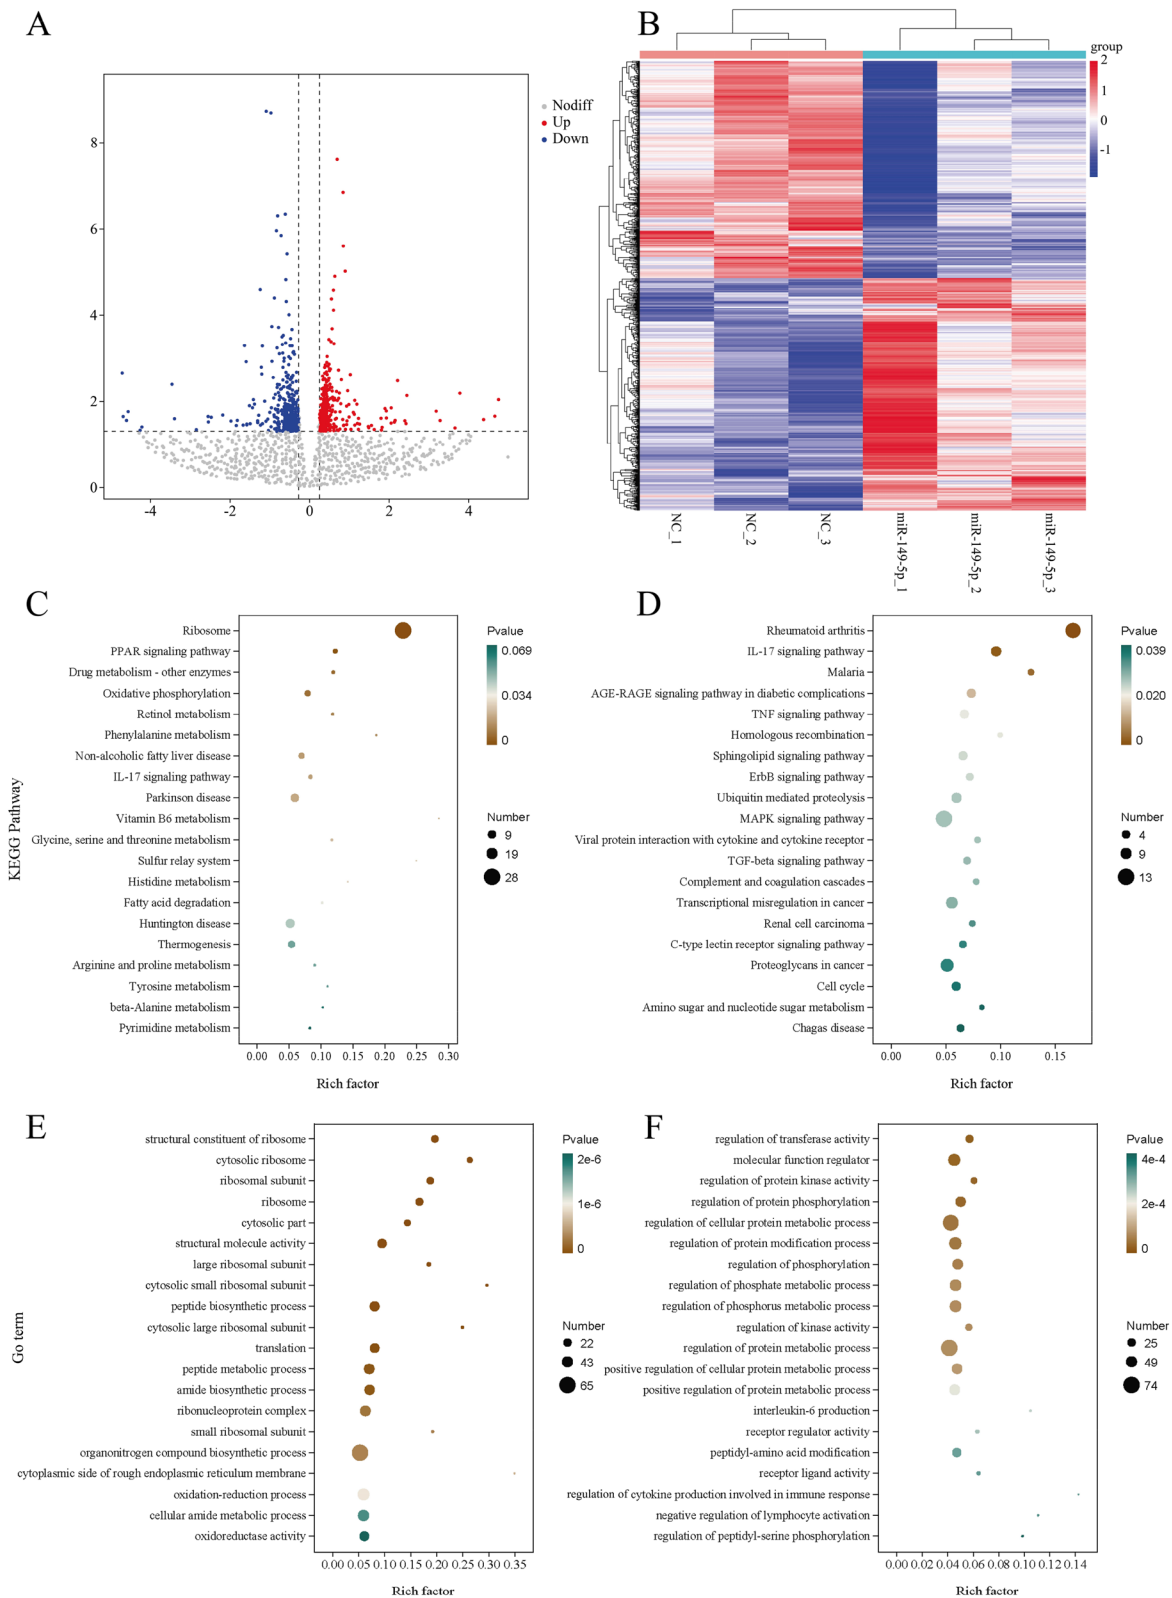 A
8
6
4
2
0
-4
-2
0
2
4
Nodiff
Up
Down
B
group
2
1
0
-1
NC_1
NC_2
NC_3
miR-149-5p_1
miR-149-5p_2
miR-149-5p_3
C
KEGG Pathway
Ribosome
PPAR signaling pathway
Drug metabolism - other enzymes
Oxidative phosphorylation
Retinol metabolism
Phenylalanine metabolism
Non-alcoholic fatty liver disease
IL-17 signaling pathway
Parkinson disease
Vitamin B6 metabolism
Glycine, serine and threonine metabolism
Sulfur relay system
Histidine metabolism
Fatty acid degradation
Huntington disease
Thermogenesis
Arginine and proline metabolism
Tyrosine metabolism
beta-Alanine metabolism
Pyrimidine metabolism
0.00 0.05 0.10 0.15 0.20 0.25 0.30
Rich factor
Pvalue
0.069
0.034
0
Number
9
19
28
D
Rheumatoid arthritis
IL-17 signaling pathway
Malaria
AGE-RAGE signaling pathway in diabetic complications
TNF signaling pathway
Homologous recombination
Sphingolipid signaling pathway
ErbB signaling pathway
Ubiquitin mediated proteolysis
MAPK signaling pathway
Viral protein interaction with cytokine and cytokine receptor
TGF-beta signaling pathway
Complement and coagulation cascades
Transcriptional misregulation in cancer
Renal cell carcinoma
C-type lectin receptor signaling pathway
Proteoglycans in cancer
Cell cycle
Amino sugar and nucleotide sugar metabolism
Chagas disease
0.00 0.05 0.10 0.15
Rich factor
Pvalue
0.039
0.020
0
Number
4
9
13
E
Go term
structural constituent of ribosome
cytosolic ribosome
ribosomal subunit
ribosome
cytosolic part
structural molecule activity
large ribosomal subunit
cytosolic small ribosomal subunit
peptide biosynthetic process
cytosolic large ribosomal subunit
translation
peptide metabolic process
amide biosynthetic process
ribonucleoprotein complex
small ribosomal subunit
organonitrogen compound biosynthetic process
cytoplasmic side of rough endoplasmic reticulum membrane
oxidation-reduction process
cellular amide metabolic process
oxidoreductase activity
0.00 0.05 0.10 0.15 0.20 0.25 0.30 0.35
Rich factor
Pvalue
2e-6
1e-6
0
Number
22
43
65
F
regulation of transferase activity
molecular function regulator
regulation of protein kinase activity
regulation of protein phosphorylation
regulation of cellular protein metabolic process
regulation of protein modification process
regulation of phosphorylation
regulation of phosphate metabolic process
regulation of phosphorus metabolic process
regulation of kinase activity
regulation of protein metabolic process
positive regulation of cellular protein metabolic process
positive regulation of protein metabolic process
interleukin-6 production
receptor regulator activity
peptidyl-amino acid modification
receptor ligand activity
regulation of cytokine production involved in immune response
negative regulation of lymphocyte activation
regulation of peptidyl-serine phosphorylation
0.00 0.02 0.04 0.06 0.08 0.10 0.12 0.14
Rich factor
Pvalue
4e-4
2e-4
0
Number
25
49
74